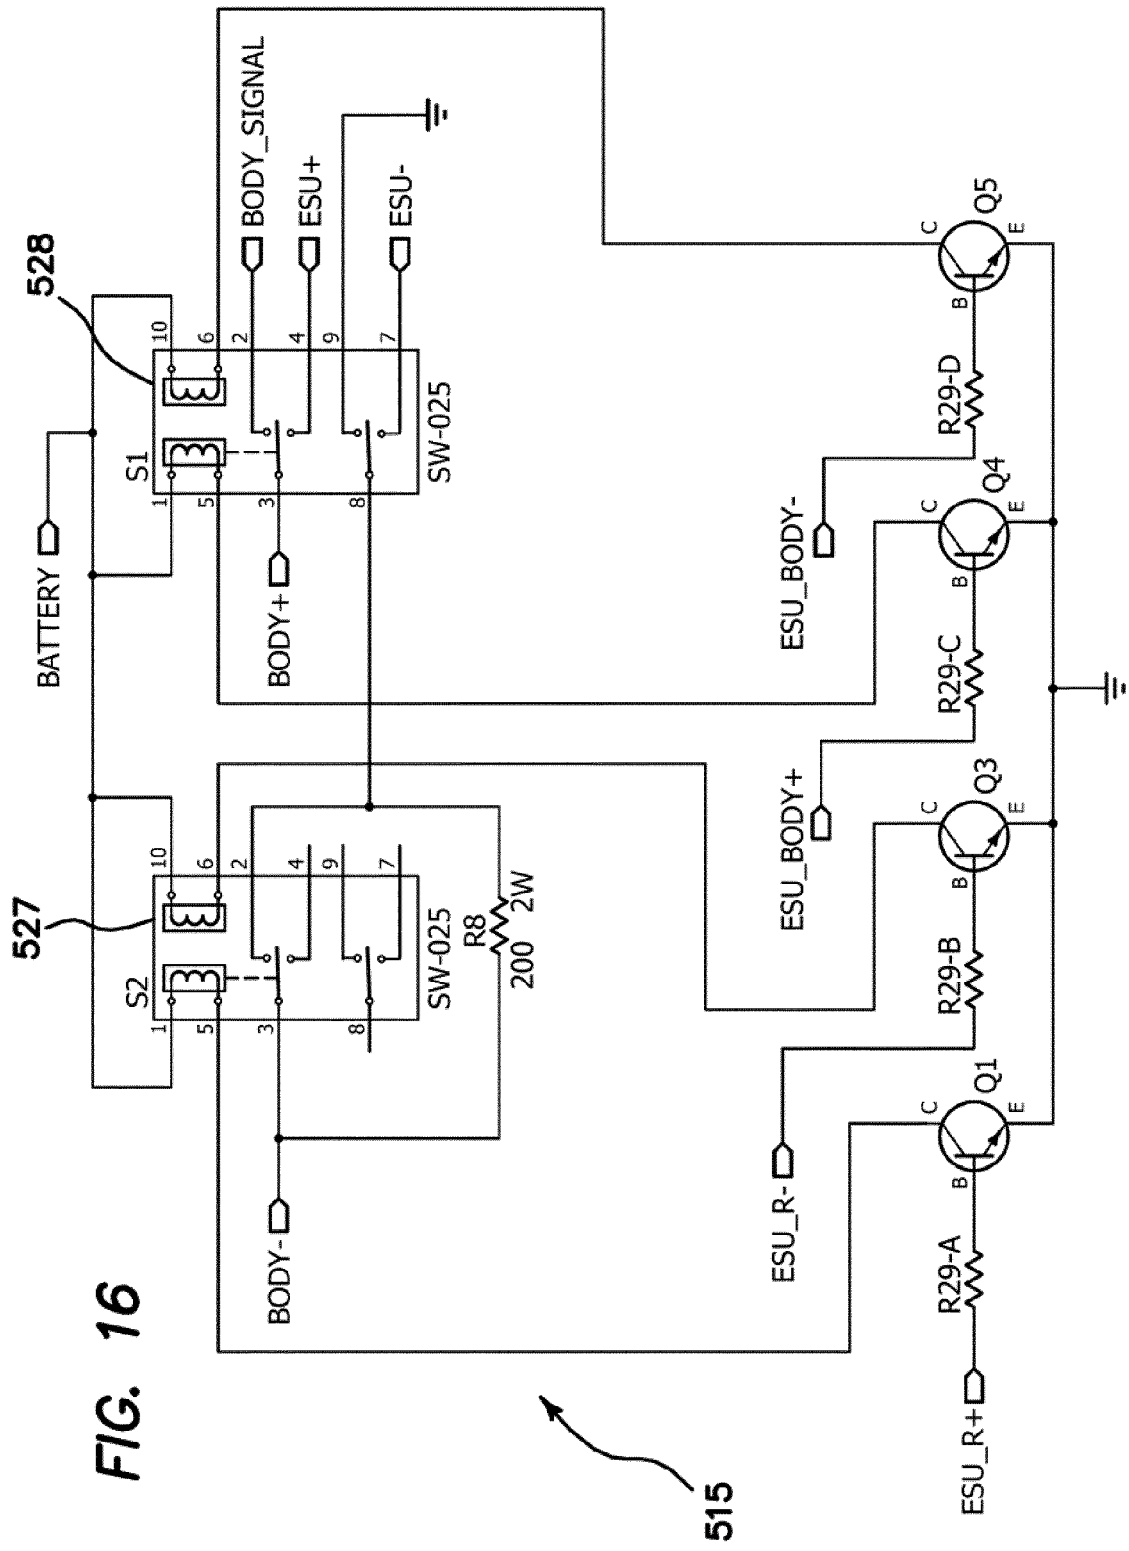 FIG. 16
515
BATTERY
527
528
S2
1
5
3
8
10
6
2
4
9
7
SW-025
R8
200 2W
BODY-
S1
1
5
3
8
10
6
2
4
9
7
SW-025
BODY+
BODY_SIGNAL
ESU+
ESU-
ESU_R+
R29-A
B
C
E
Q1
ESU_R-
R29-B
B
C
E
Q3
ESU_BODY+
R29-C
B
C
E
Q4
ESU_BODY-
R29-D
B
C
E
Q5